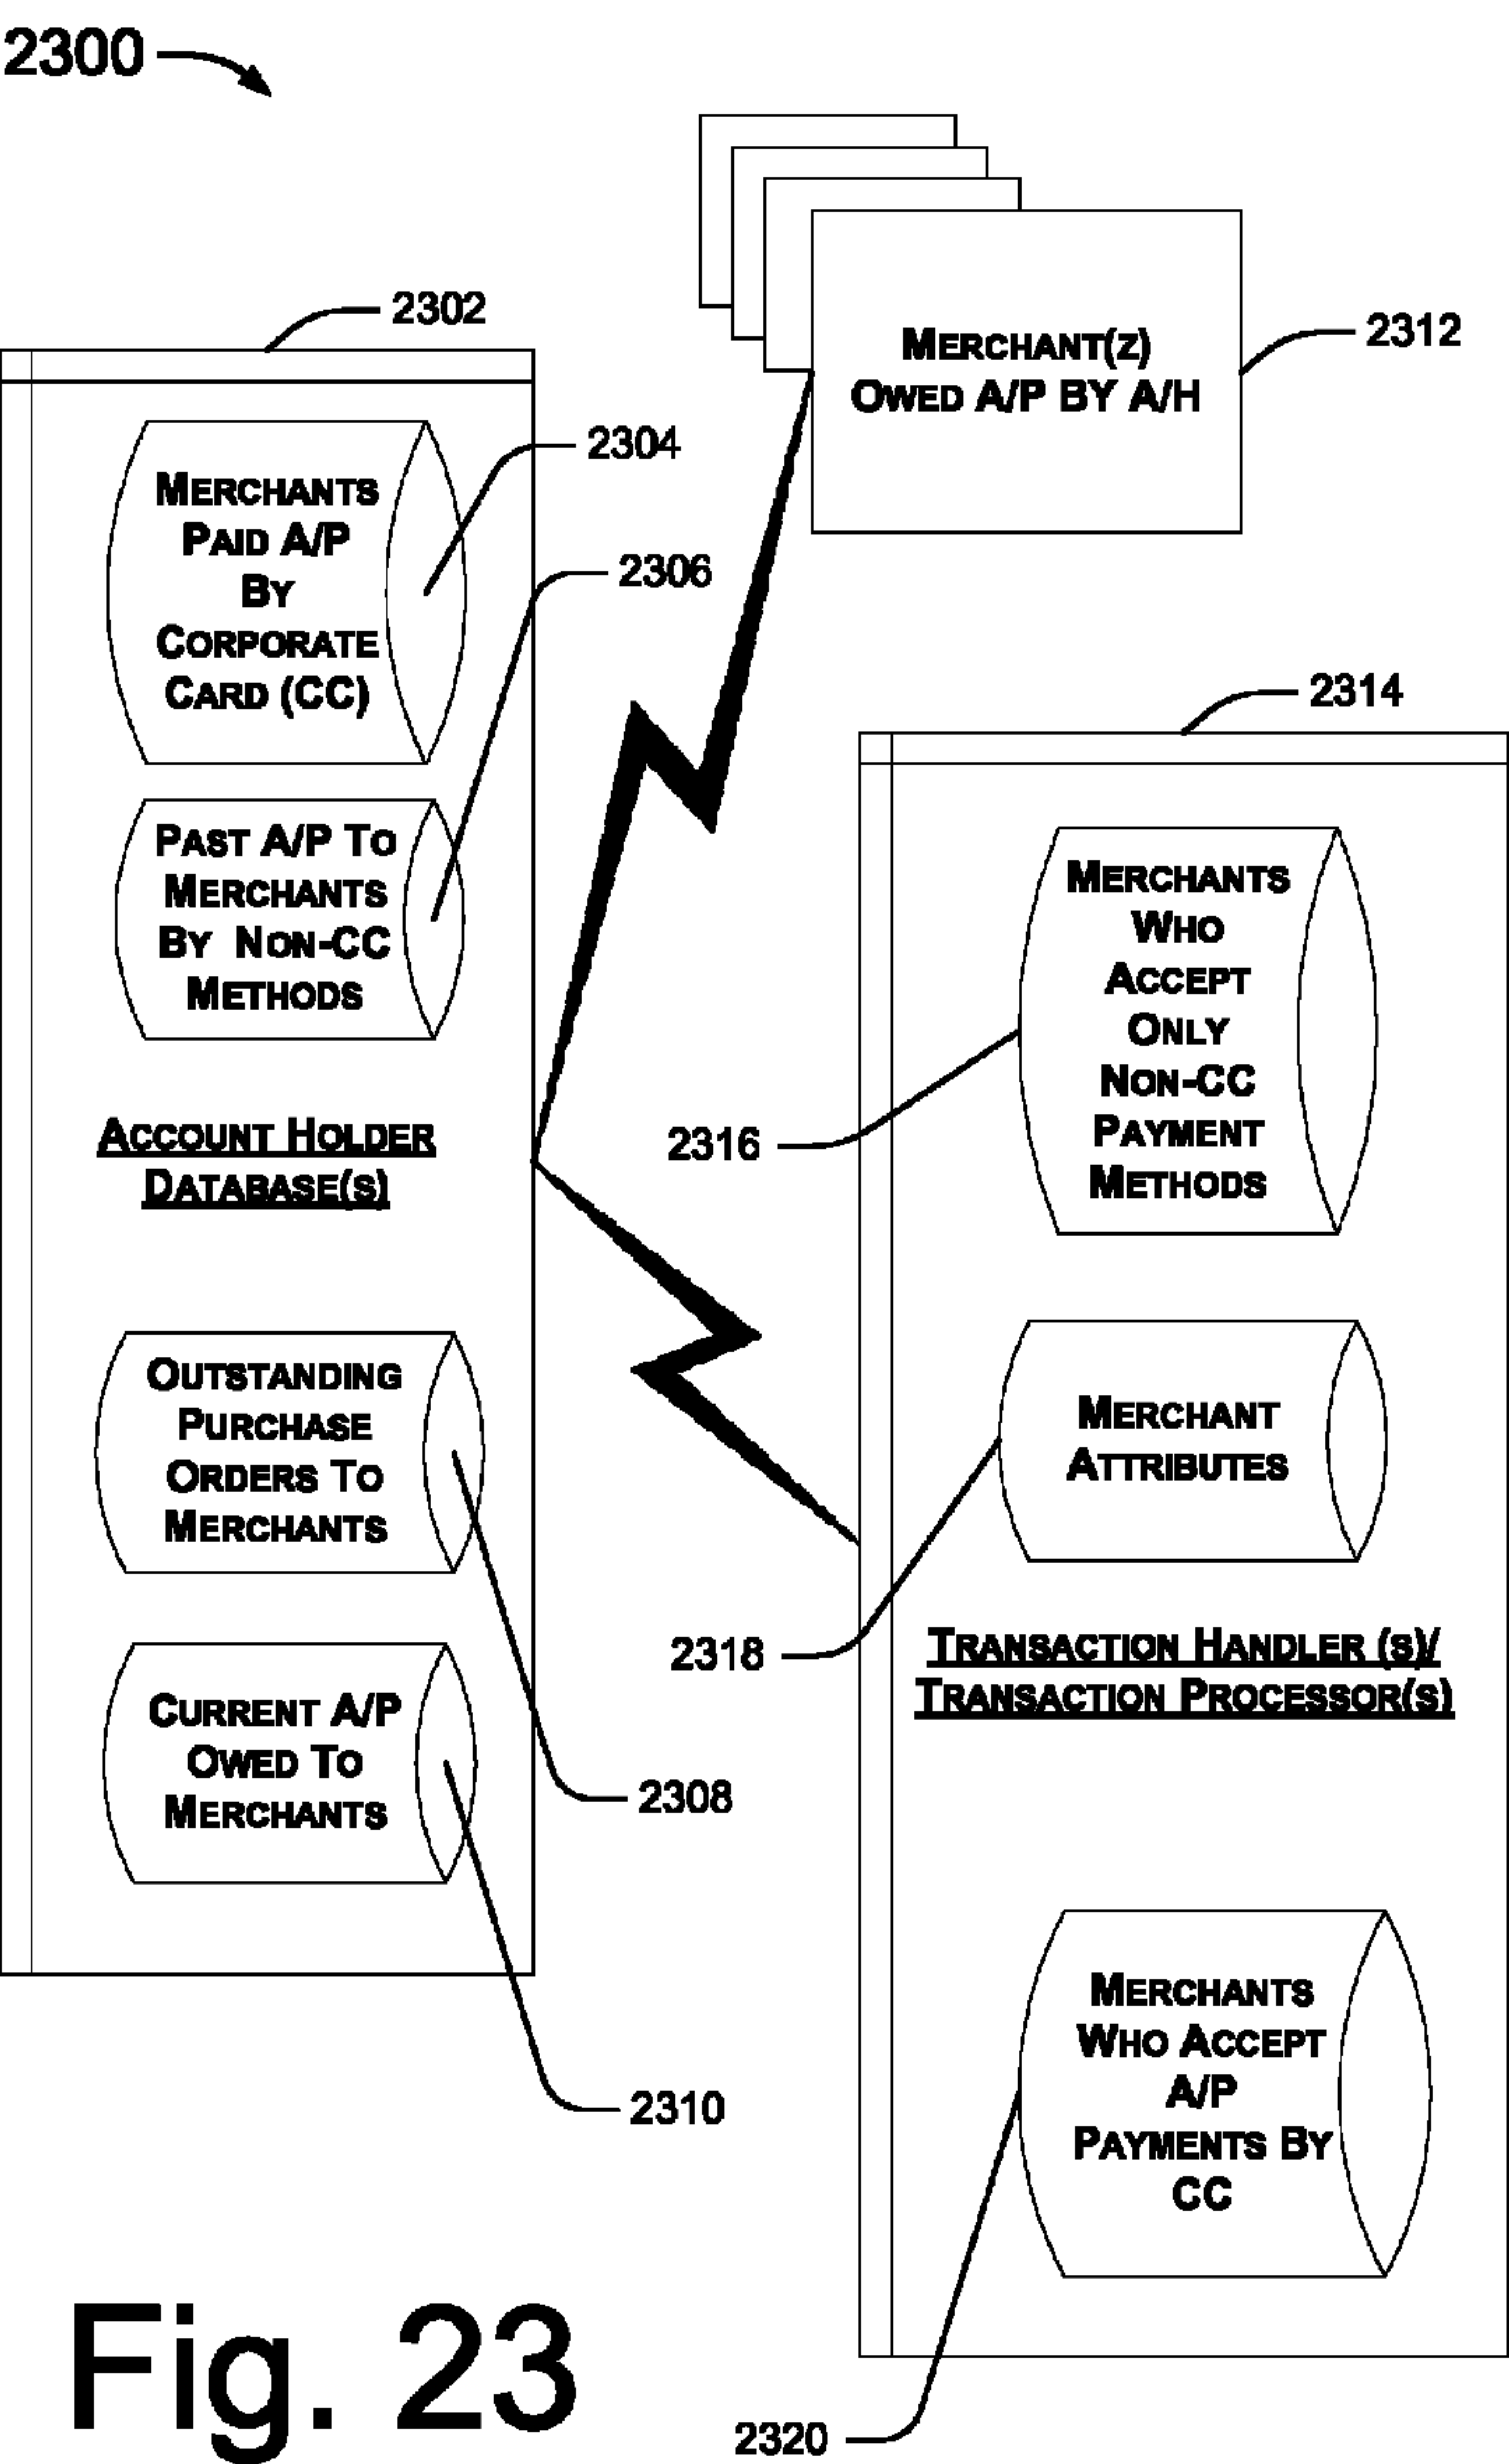 2300
2302
2304
MERCHANTS
PAID A/P
BY
CORPORATE
CARD (CC)
2306
PAST A/P TO
MERCHANTS
BY NON-CC
METHODS
ACCOUNT HOLDER
DATABASE(S)
OUTSTANDING
PURCHASE
ORDERS TO
MERCHANTS
2308
CURRENT A/P
OWED TO
MERCHANTS
2310
MERCHANT(Z)
OWED A/P BY A/H
2312
2314
MERCHANTS
WHO
ACCEPT
ONLY
NON-CC
PAYMENT
METHODS
2316
MERCHANT
ATTRIBUTES
2318
TRANSACTION HANDLER (S)/
TRANSACTION PROCESSOR(S)
MERCHANTS
WHO ACCEPT
A/P
PAYMENTS BY
CC
2320
Fig. 23